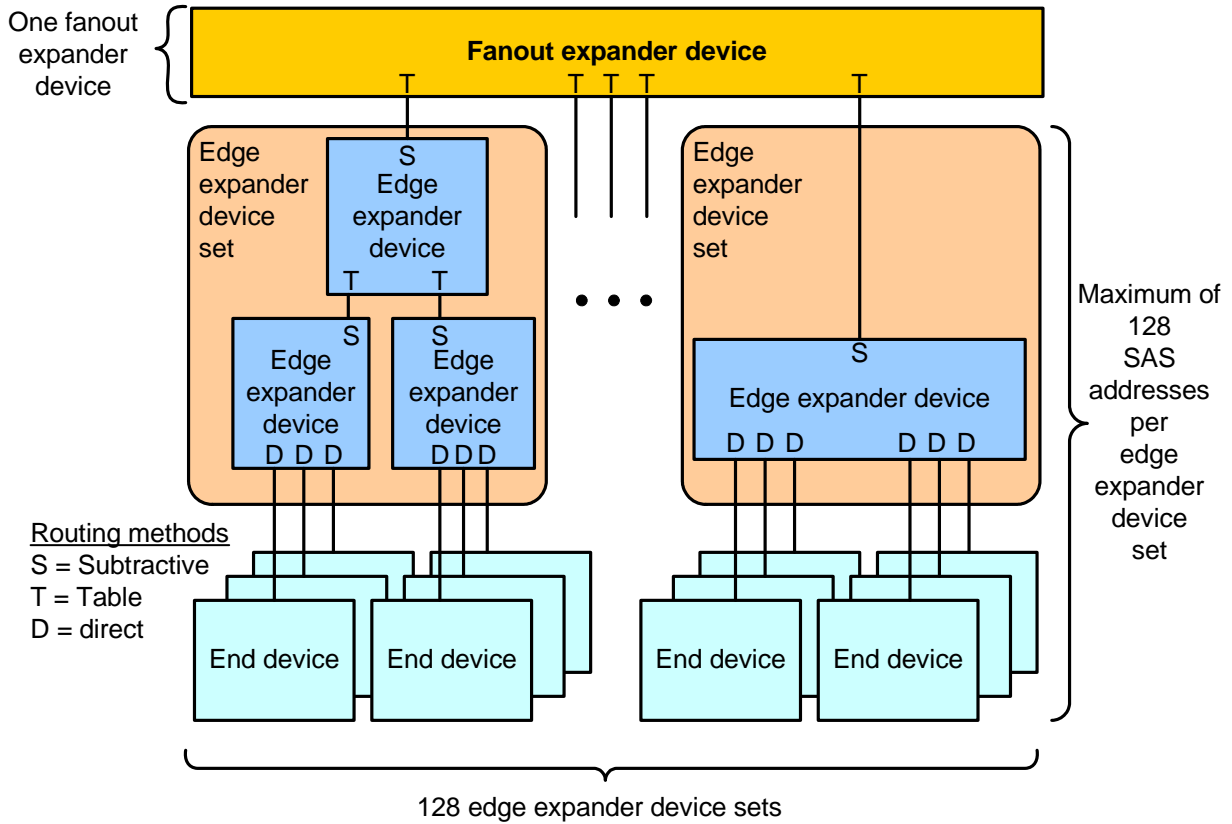 One fanout
expander
device
Fanout expander device
T
T T T
T
Edge
expander
device
set
S
Edge
expander
device
T T
S
Edge
expander
device
D D D
S
Edge
expander
device
D D D
Edge
expander
device
set
S
Edge expander device
D D D
D D D
Maximum of
128
SAS
addresses
per
edge
expander
device
set
Routing methods
S = Subtractive
T = Table
D = direct
End device
End device
End device
End device
128 edge expander device sets